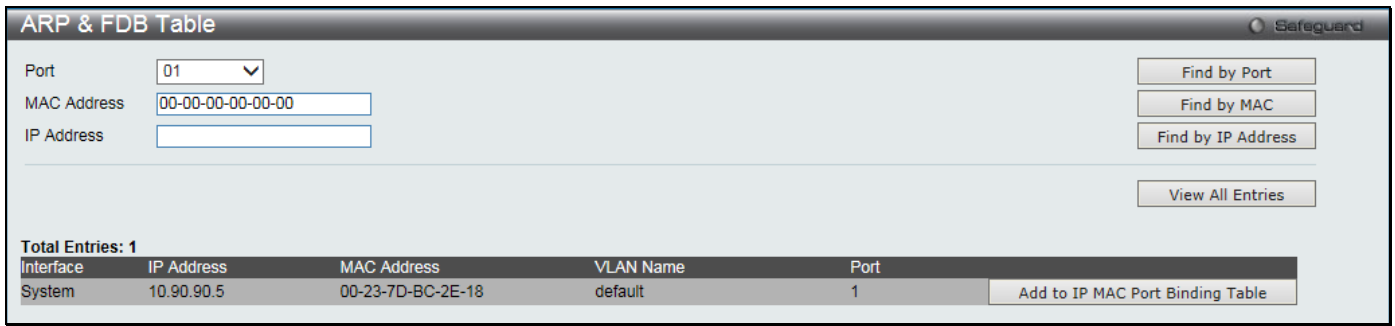 ARP & FDB Table
Safeguard
Port 01 Find by Port
MAC Address 00-00-00-00-00-00 Find by MAC
IP Address Find by IP Address
View All Entries
Total Entries: 1
Interface IP Address MAC Address VLAN Name Port
System 10.90.90.5 00-23-7D-BC-2E-18 default 1 Add to IP MAC Port Binding Table